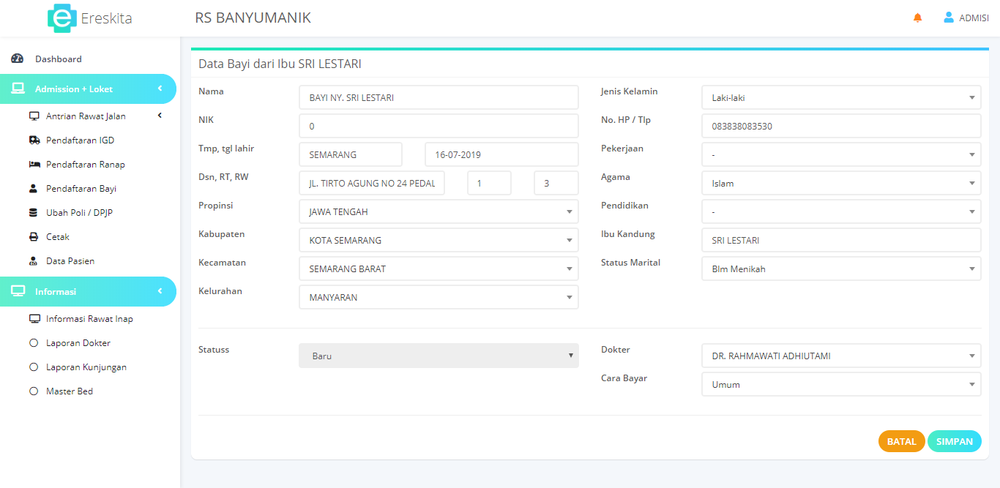 Ereskita
RS BANYUMANIK
ADMISI
Dashboard
Admission + Loket
Antrian Rawat Jalan
Pendaftaran IGD
Pendaftaran Ranap
Pendaftaran Bayi
Ubah Poli / DPJP
Cetak
Data Pasien
Informasi
Informasi Rawat Inap
Laporan Dokter
Laporan Kunjungan
Master Bed
Data Bayi dari Ibu SRI LESTARI
Nama BAYI NY. SRI LESTARI
NIK 0
Tmp, tgl lahir SEMARANG 16-07-2019
Dsn, RT, RW JL. TIRTO AGUNG NO 24 PEDAL 1 3
Propinsi JAWA TENGAH
Kabupaten KOTA SEMARANG
Kecamatan SEMARANG BARAT
Kelurahan MANYARAN
Jenis Kelamin Laki-laki
No. HP / Tlp 083838083530
Pekerjaan -
Agama Islam
Pendidikan -
Ibu Kandung SRI LESTARI
Status Marital Blm Menikah
Statuss Baru
Dokter DR. RAHMAWATI ADHIUTAMI
Cara Bayar Umum
BATAL SIMPAN